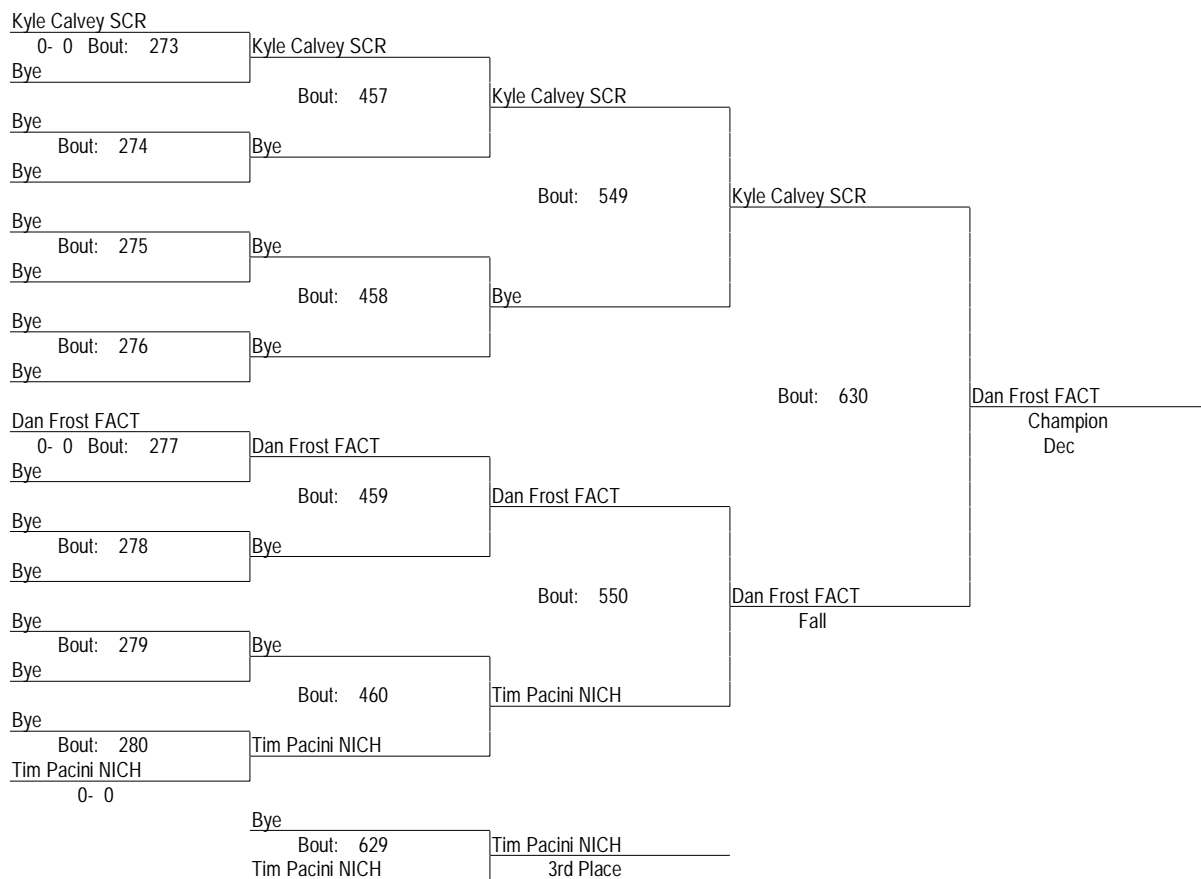 Kyle Calvey SCR
0- 0 Bout: 273 Kyle Calvey SCR
Bye
Bout: 457 Kyle Calvey SCR
Bye
Bout: 274 Bye
Bye
Bout: 549 Kyle Calvey SCR
Bye
Bout: 275 Bye
Bye
Bout: 458 Bye
Bye
Bout: 276 Bye
Bye
Bout: 630 Dan Frost FACT
Dan Frost FACT Champion
0- 0 Bout: 277 Dan Frost FACT Dec
Bye
Bout: 459 Dan Frost FACT
Bye
Bout: 278 Bye
Bye
Bout: 550 Dan Frost FACT
Bye Fall
Bout: 279 Bye
Bye
Bout: 460 Tim Pacini NICH
Bye
Bout: 280 Tim Pacini NICH
Tim Pacini NICH
0- 0
Bye
Bout: 629 Tim Pacini NICH
Tim Pacini NICH 3rd Place